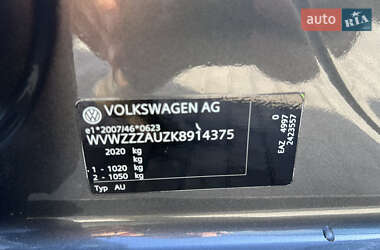 auto RIA
VOLKSWAGEN AG
e1*2007/46*0623
WVWZZZAUZK8914375
2020 kg
kg
1 - 1020 kg
2 - 1050 kg
Typ AU
0
4997
EAZ 2423557